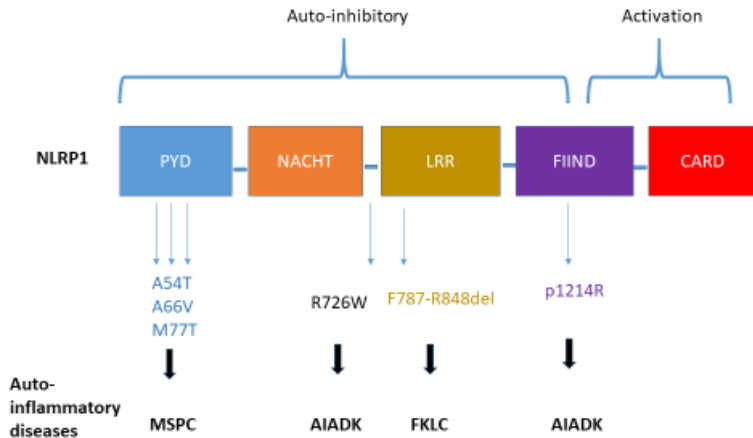 Auto-inhibitory Activation
NLRP1 PYD NACHT LRR FIIND CARD
A54T
A66V
M77T
R726W F787-R848del p1214R
Auto-
inflammatory
diseases
MSPC AIADK FKLC AIADK